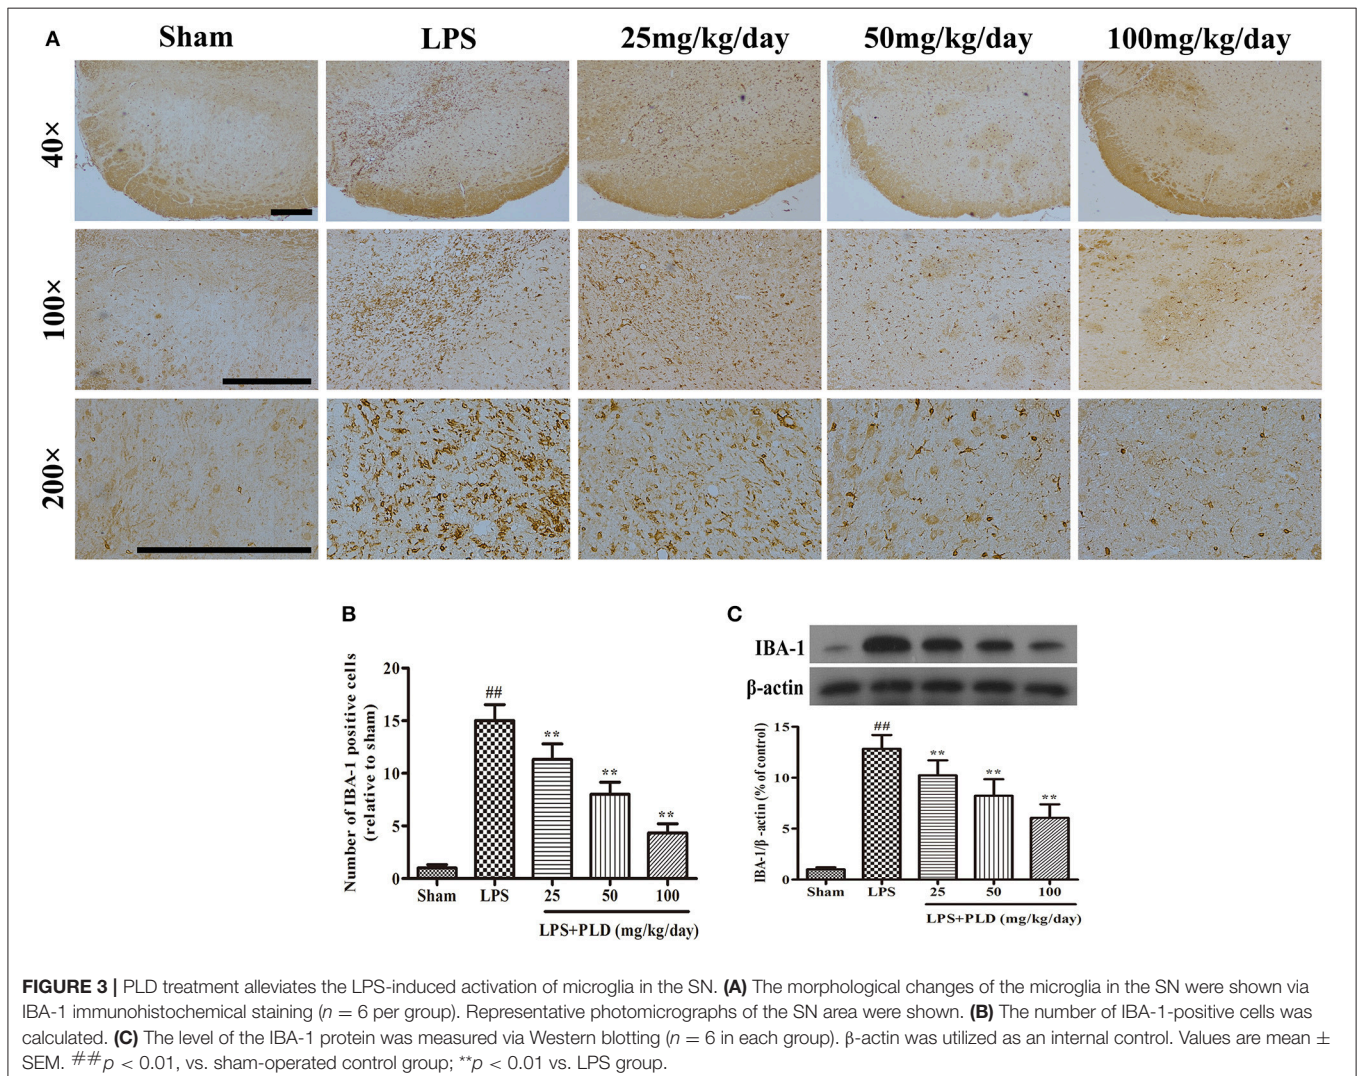 A
Sham
LPS
25mg/kg/day
50mg/kg/day
100mg/kg/day
40×
100×
200×
B
Number of IBA-1 positive cells
(relative to sham)
20
15
10
5
0
##
**
**
**
Sham
LPS
25
50
100
LPS+PLD (mg/kg/day)
C
IBA-1
β-actin
IBA-1/β-actin (% of control)
15
10
5
0
##
**
**
**
Sham
LPS
25
50
100
LPS+PLD (mg/kg/day)
FIGURE 3 | PLD treatment alleviates the LPS-induced activation of microglia in the SN. (A) The morphological changes of the microglia in the SN were shown via
IBA-1 immunohistochemical staining (n = 6 per group). Representative photomicrographs of the SN area were shown. (B) The number of IBA-1-positive cells was
calculated. (C) The level of the IBA-1 protein was measured via Western blotting (n = 6 in each group). β-actin was utilized as an internal control. Values are mean ±
SEM. ##p < 0.01, vs. sham-operated control group; **p < 0.01 vs. LPS group.